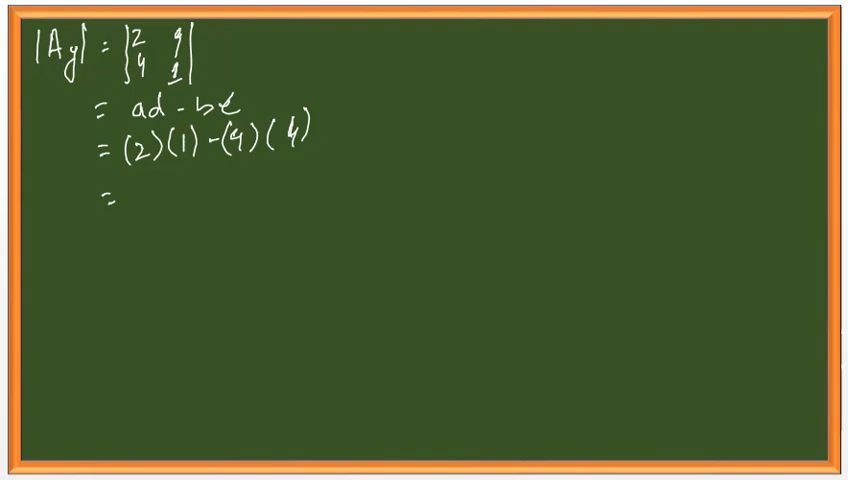 |Ay| = |2 9|
|4 1|
= ad - bc
= (2)(1) - (9)(4)
=